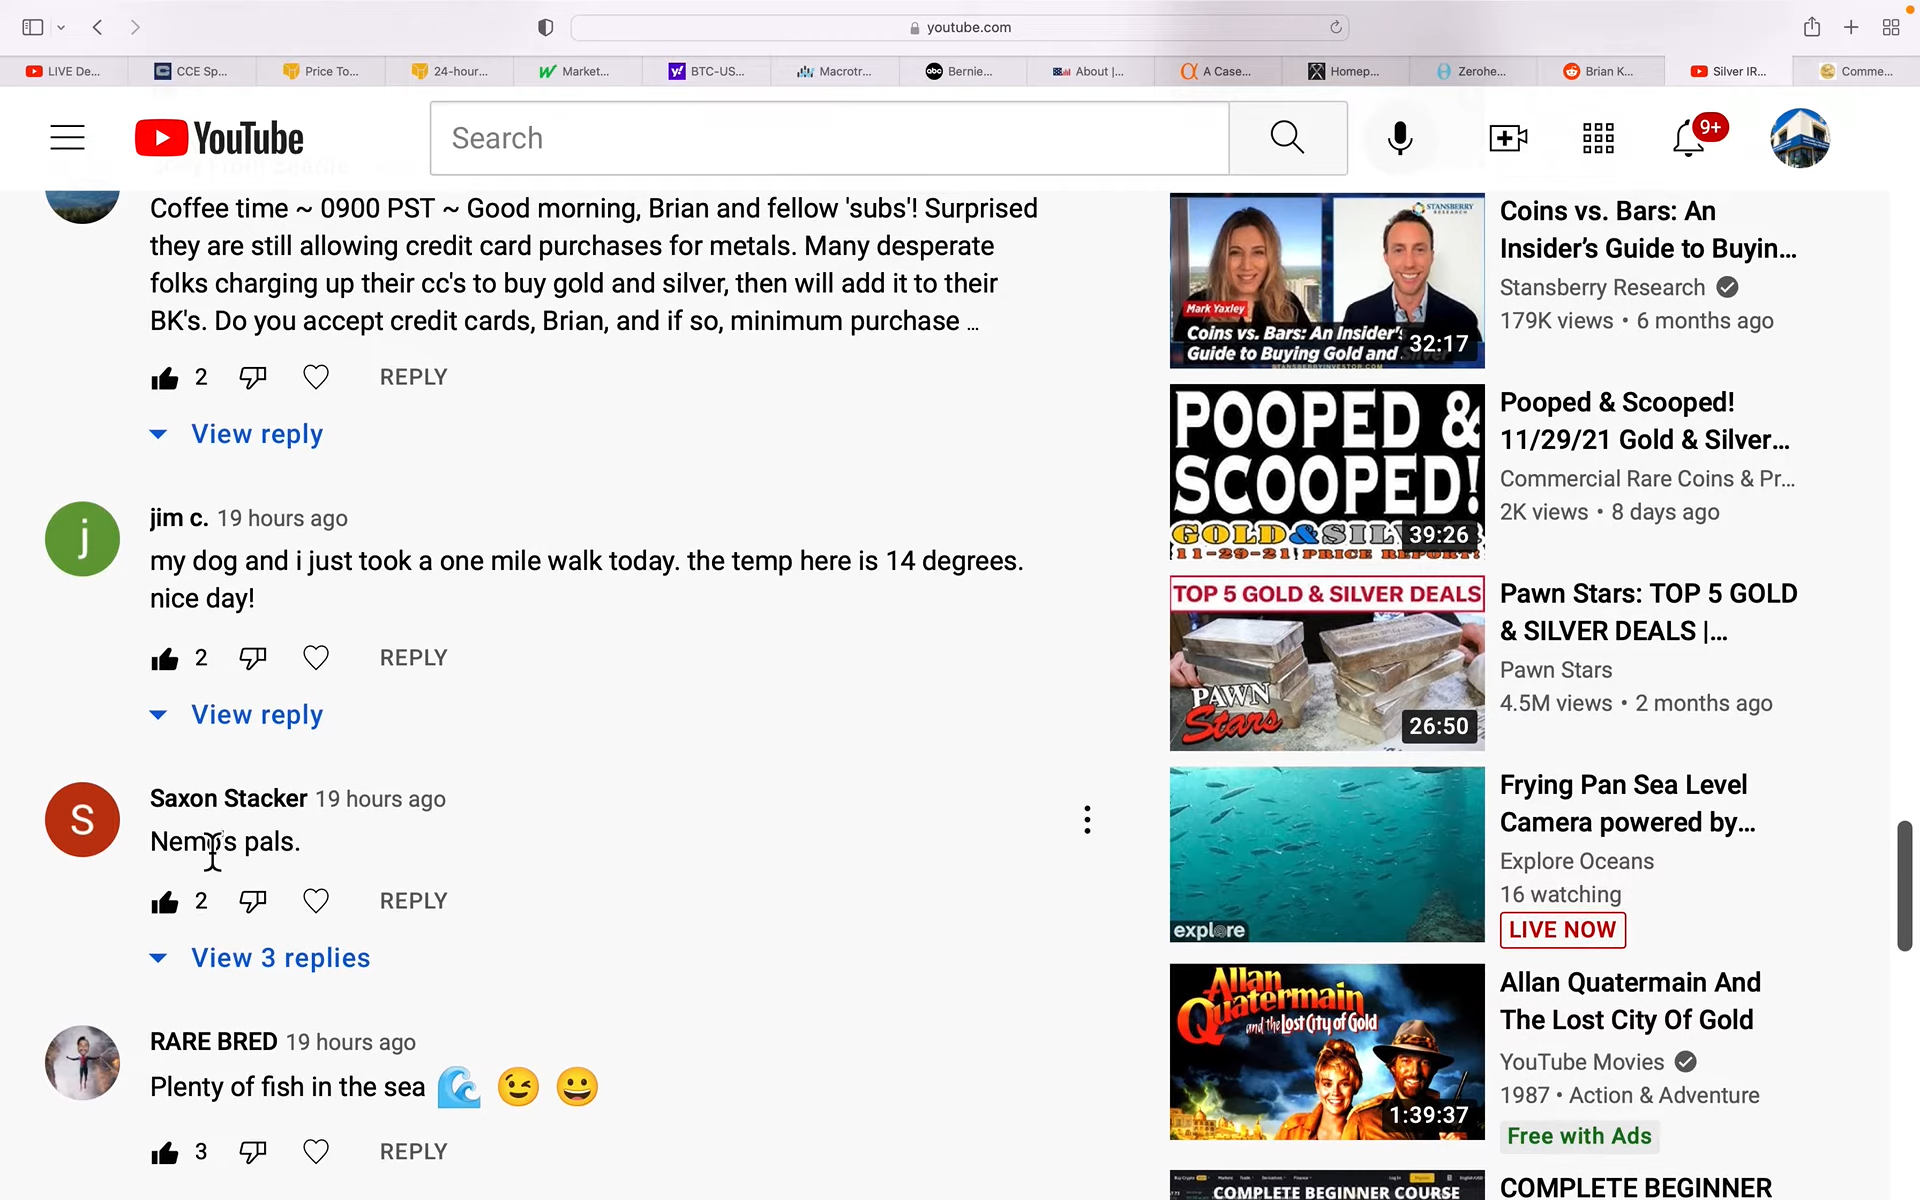 youtube.com
LIVE De...
CCE Sp...
Price To...
24-hour...
Market...
BTC-US...
Macrotr...
Bernie...
About |...
A Case...
Homep...
Zerohe...
Brian K...
Silver IR...
Comme...
YouTube
Search
9+
Coffee time ~ 0900 PST ~ Good morning, Brian and fellow 'subs'! Surprised
they are still allowing credit card purchases for metals. Many desperate
folks charging up their cc's to buy gold and silver, then will add it to their
BK's. Do you accept credit cards, Brian, and if so, minimum purchase ...
2
REPLY
View reply
j
jim c. 19 hours ago
my dog and i just took a one mile walk today. the temp here is 14 degrees.
nice day!
2
REPLY
View reply
S
Saxon Stacker 19 hours ago
Nemo's pals.
2
REPLY
View 3 replies
RARE BRED 19 hours ago
Plenty of fish in the sea 🌊 😉 😀
3
REPLY
STANSBERRY
RESEARCH
Mark Yaxley
Coins vs. Bars: An Insider's
Guide to Buying Gold and Silver
STANSBERRYINVESTOR.COM
32:17
Coins vs. Bars: An
Insider's Guide to Buyin...
Stansberry Research
179K views • 6 months ago
POOPED &
SCOOPED!
GOLD & SIL
11-29-21 PRICE REPORT!
39:26
Pooped & Scooped!
11/29/21 Gold & Silver...
Commercial Rare Coins & Pr...
2K views • 8 days ago
TOP 5 GOLD & SILVER DEALS
PAWN
Stars
26:50
Pawn Stars: TOP 5 GOLD
& SILVER DEALS |...
Pawn Stars
4.5M views • 2 months ago
explore
Frying Pan Sea Level
Camera powered by...
Explore Oceans
16 watching
LIVE NOW
Allan
Quatermain
and the Lost City of Gold
1:39:37
Allan Quatermain And
The Lost City Of Gold
YouTube Movies
1987 • Action & Adventure
Free with Ads
COMPLETE BEGINNER COURSE
COMPLETE BEGINNER